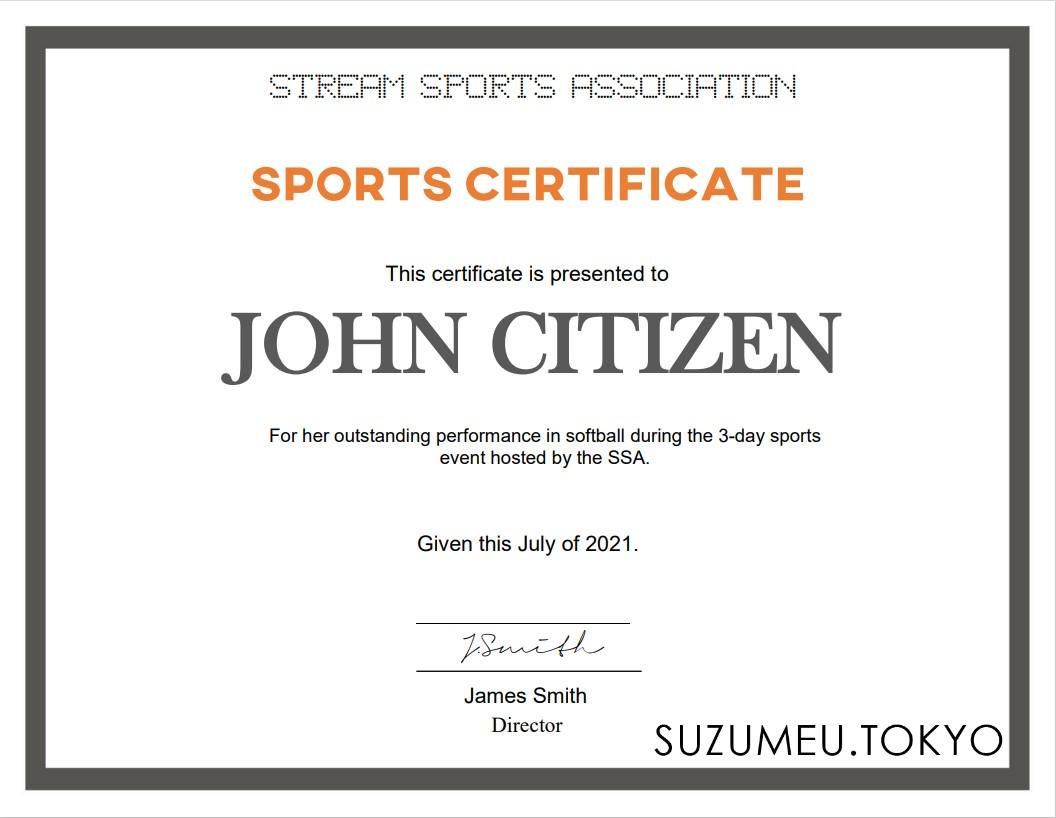 STREAM SPORTS ASSOCIATION
SPORTS CERTIFICATE
This certificate is presented to
JOHN CITIZEN
For her outstanding performance in softball during the 3-day sports
event hosted by the SSA.
Given this July of 2021.
J.Smith
James Smith
Director
SUZUMEU.TOKYO